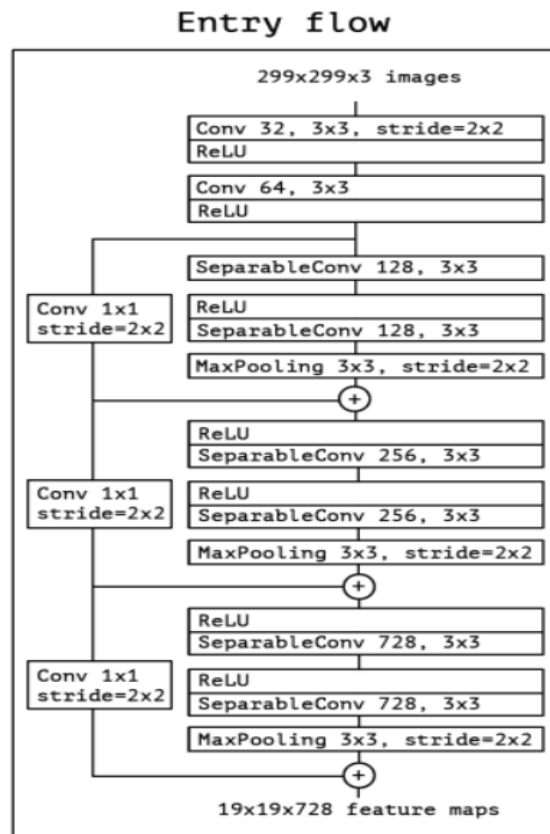 Entry flow
299x299x3 images
Conv 32, 3x3, stride=2x2
ReLU
Conv 64, 3x3
ReLU
SeparableConv 128, 3x3
Conv 1x1
stride=2x2
ReLU
SeparableConv 128, 3x3
MaxPooling 3x3, stride=2x2
+
ReLU
SeparableConv 256, 3x3
Conv 1x1
stride=2x2
ReLU
SeparableConv 256, 3x3
MaxPooling 3x3, stride=2x2
+
ReLU
SeparableConv 728, 3x3
Conv 1x1
stride=2x2
ReLU
SeparableConv 728, 3x3
MaxPooling 3x3, stride=2x2
+
19x19x728 feature maps